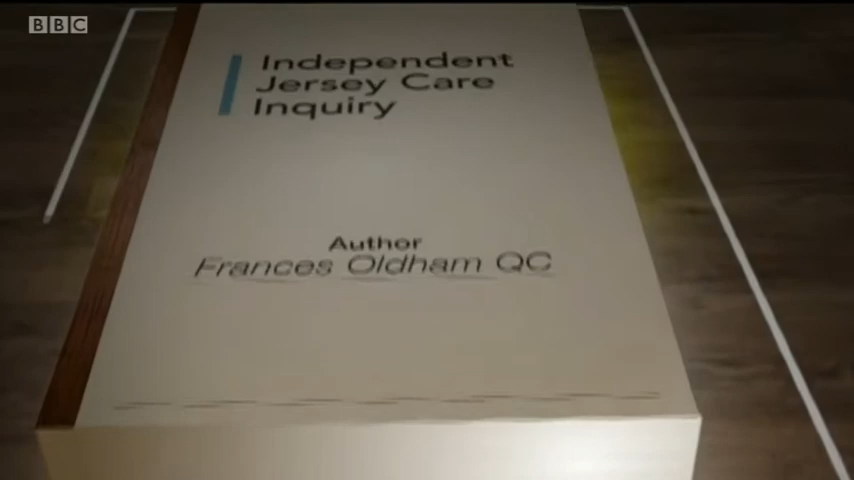 BBC
Independent
Jersey Care
Inquiry
Author
Frances Oldham QC